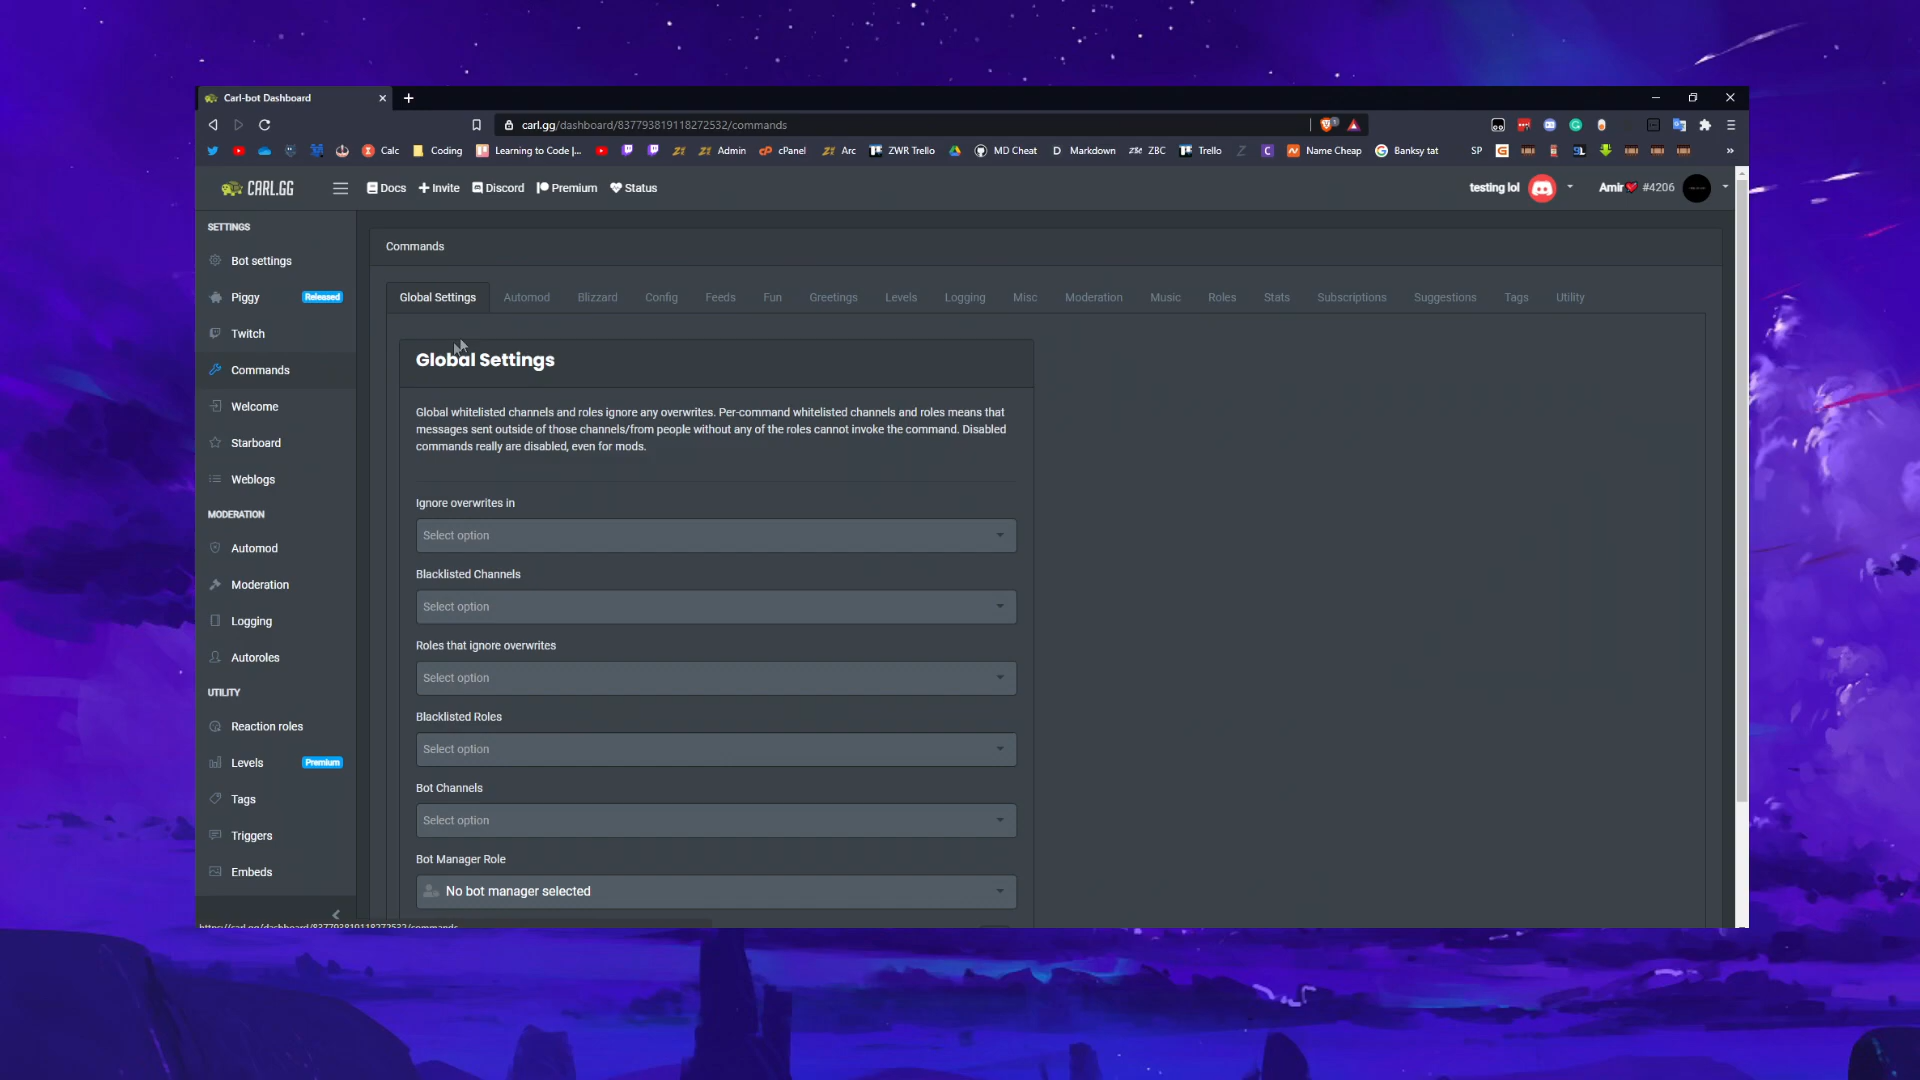 Carl-bot Dashboard
carl.gg/dashboard/837793819118272532/commands
Calc Coding Learning to Code |... Admin cPanel Arc ZWR Trello MD Cheat Markdown ZBC Trello Name Cheap Banksy tat SP »
CARL.GG Docs Invite Discord Premium Status testing lol Amir❤ #4206
SETTINGS
Bot settings
Piggy Released
Twitch
Commands
Welcome
Starboard
Weblogs
MODERATION
Automod
Moderation
Logging
Autoroles
UTILITY
Reaction roles
Levels Premium
Tags
Triggers
Embeds
https://carl.gg/dashboard/837793819118272532/commands
Commands
Global Settings Automod Blizzard Config Feeds Fun Greetings Levels Logging Misc Moderation Music Roles Stats Subscriptions Suggestions Tags Utility
Global Settings
Global whitelisted channels and roles ignore any overwrites. Per-command whitelisted channels and roles means that
messages sent outside of those channels/from people without any of the roles cannot invoke the command. Disabled
commands really are disabled, even for mods.
Ignore overwrites in
Select option
Blacklisted Channels
Select option
Roles that ignore overwrites
Select option
Blacklisted Roles
Select option
Bot Channels
Select option
Bot Manager Role
No bot manager selected